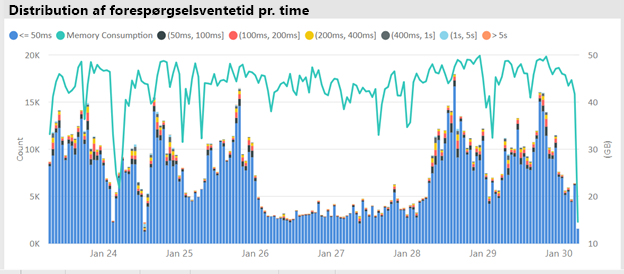 Distribution af forespørgselsventetid pr. time
<= 50ms Memory Consumption (50ms, 100ms] (100ms, 200ms] (200ms, 400ms] (400ms, 1s] (1s, 5s] > 5s
20K 50
15K 40
10K 30
5K 20
0K 10
Count
(GB)
Jan 24 Jan 25 Jan 26 Jan 27 Jan 28 Jan 29 Jan 30